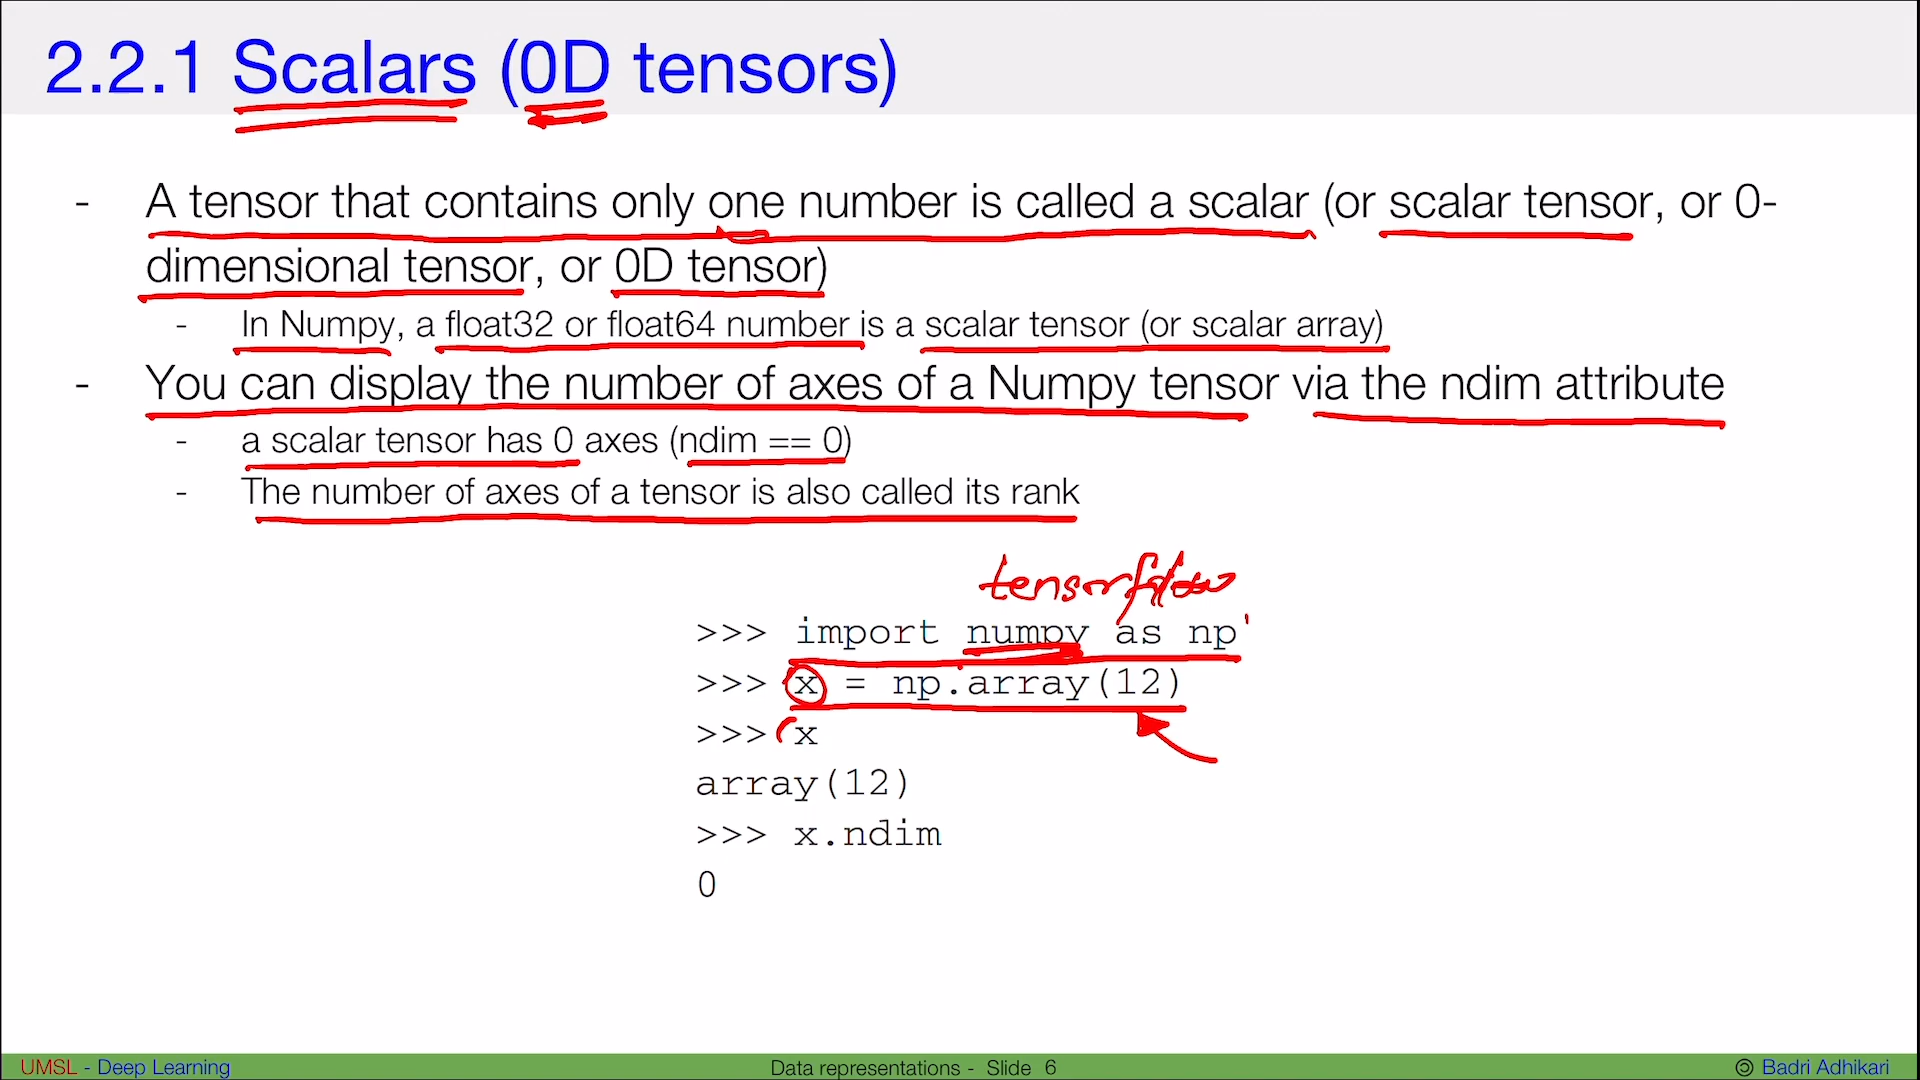 2.2.1 Scalars (0D tensors)
- A tensor that contains only one number is called a scalar (or scalar tensor, or 0-
dimensional tensor, or 0D tensor)
- In Numpy, a float32 or float64 number is a scalar tensor (or scalar array)
- You can display the number of axes of a Numpy tensor via the ndim attribute
- a scalar tensor has 0 axes (ndim == 0)
- The number of axes of a tensor is also called its rank
tensorflow
>>> import numpy as np
>>> x = np.array(12)
>>> x
array(12)
>>> x.ndim
0
UMSL - Deep Learning
Data representations - Slide 6
© Badri Adhikari